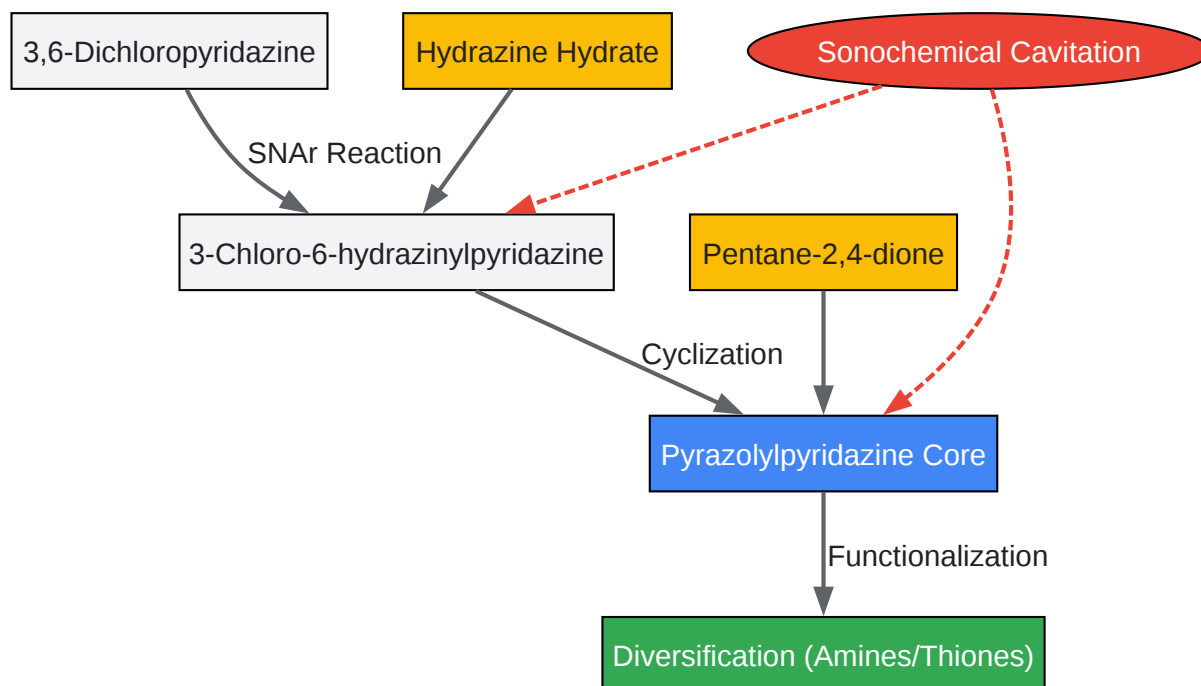 3,6-Dichloropyridazine
Hydrazine Hydrate
Sonochemical Cavitation
SNAr Reaction
3-Chloro-6-hydrazinylpyridazine
Pentane-2,4-dione
Cyclization
Pyrazolylpyridazine Core
Functionalization
Diversification (Amines/Thiones)